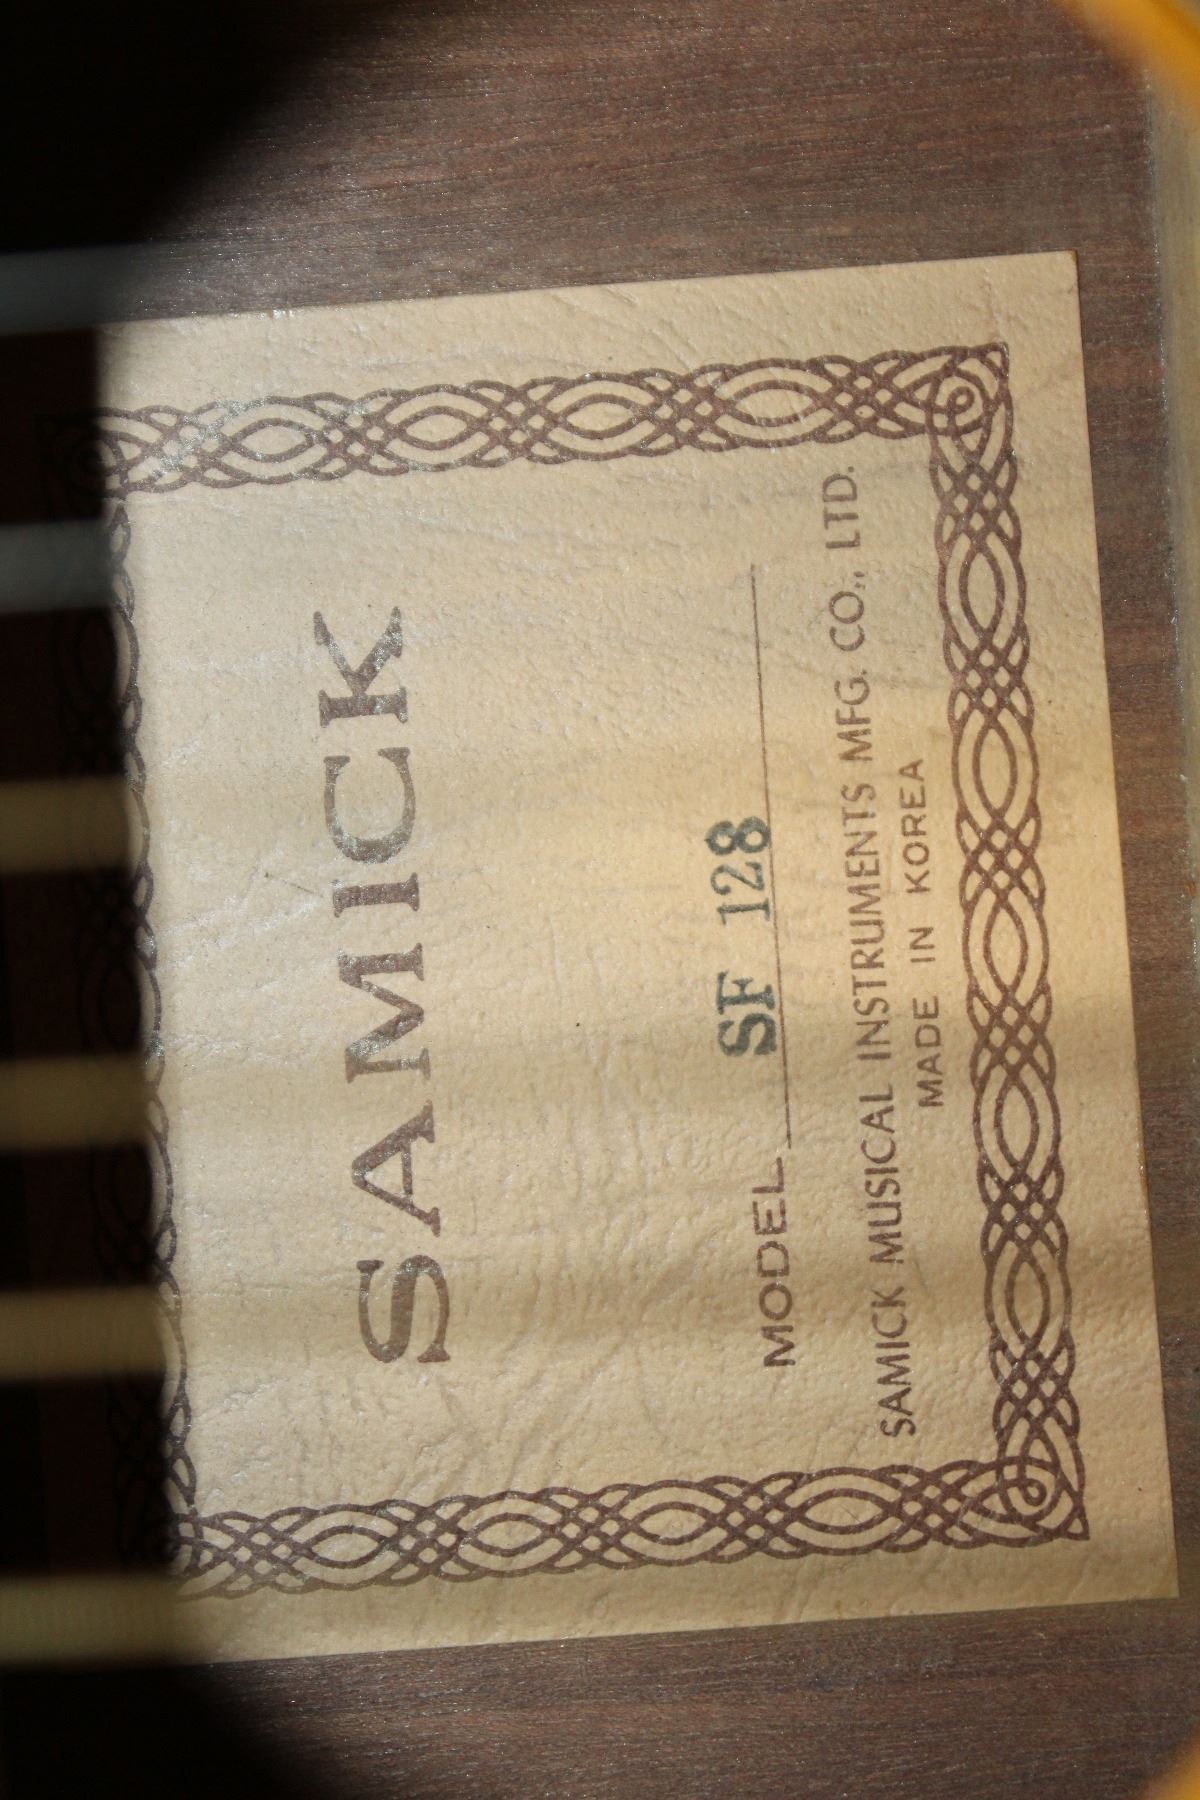 SAMICK
MODEL SF 128
SAMICK MUSICAL INSTRUMENTS MFG. CO., LTD.
MADE IN KOREA